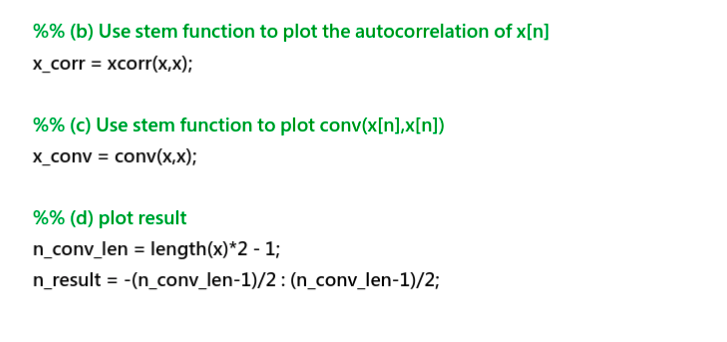 %% (b) Use stem function to plot the autocorrelation of x[n]
x_corr = xcorr(x,x);
%% (c) Use stem function to plot conv(x[n],x[n])
x_conv = conv(x,x);
%% (d) plot result
n_conv_len = length(x)*2 - 1;
n_result = -(n_conv_len-1)/2 : (n_conv_len-1)/2;